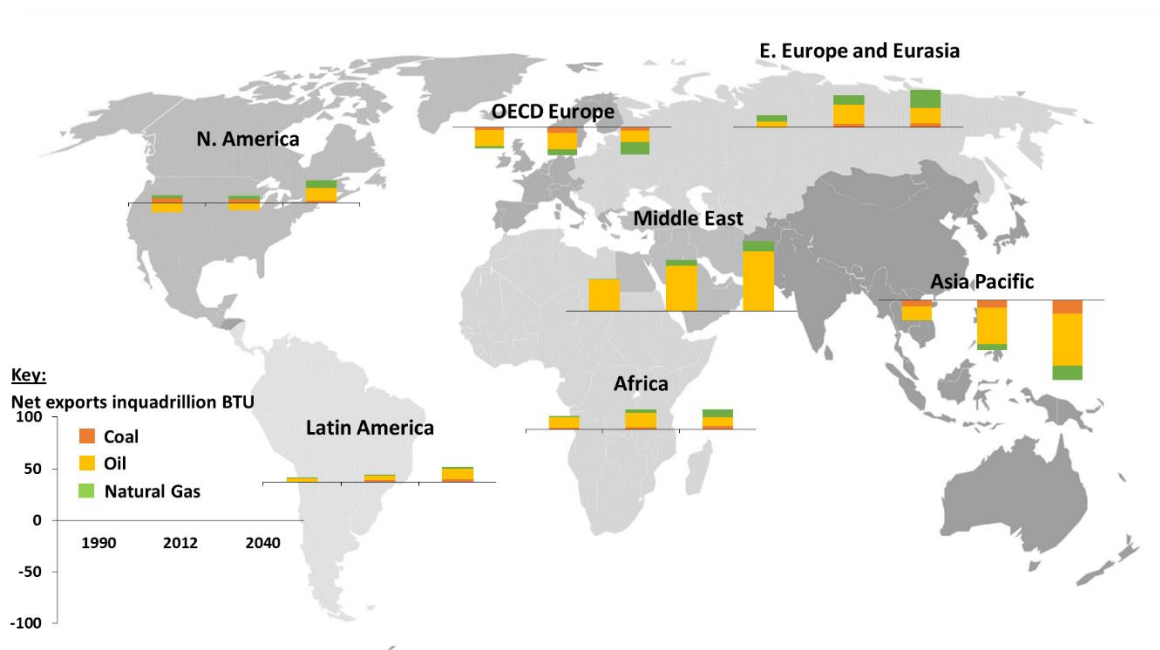 E. Europe and Eurasia
OECD Europe
N. America
Middle East
Asia Pacific
Africa
Latin America
Key:
Net exports inquadrillion BTU
100
Coal
Oil
50
Natural Gas
0
1990 2012 2040
-50
-100